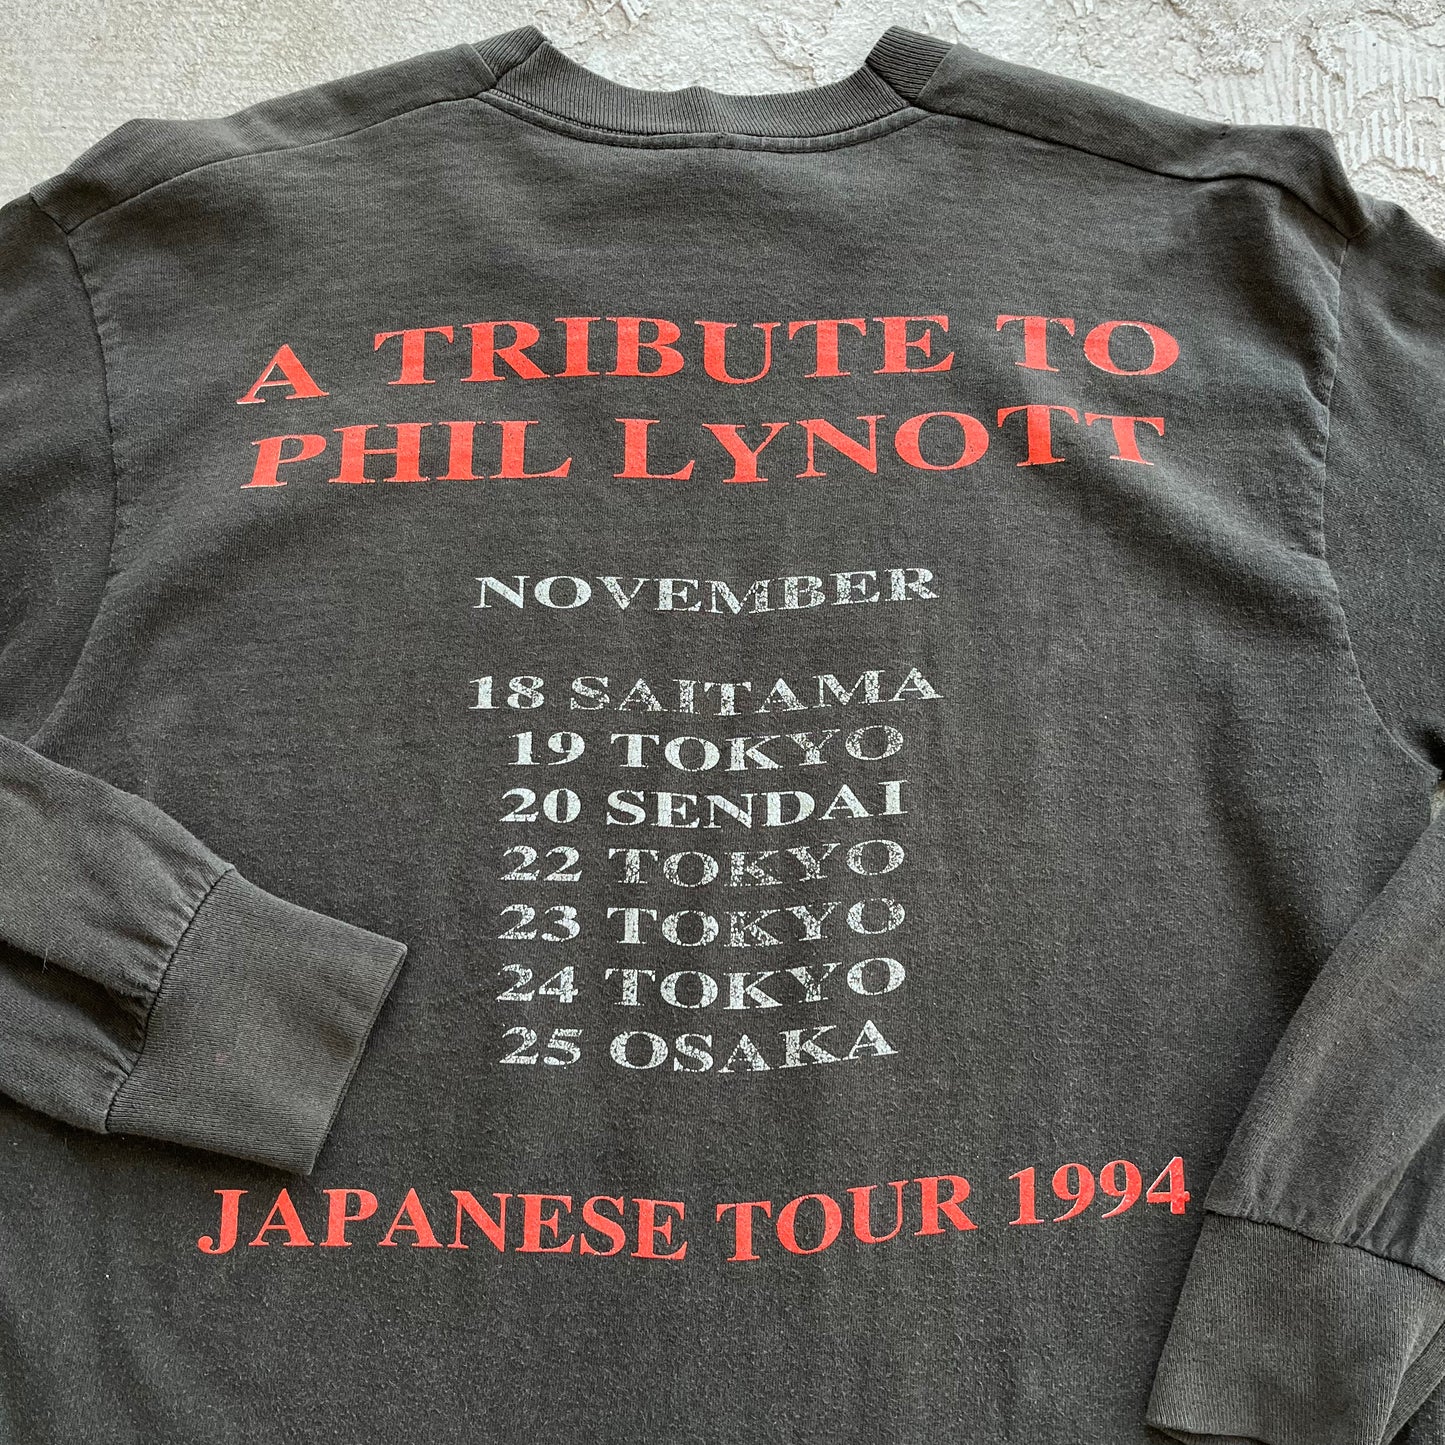 A TRIBUTE TO
PHIL LYNOTT
NOVEMBER
18 SAITAMA
19 TOKYO
20 SENDAI
22 TOKYO
23 TOKYO
24 TOKYO
25 OSAKA
JAPANESE TOUR 1994